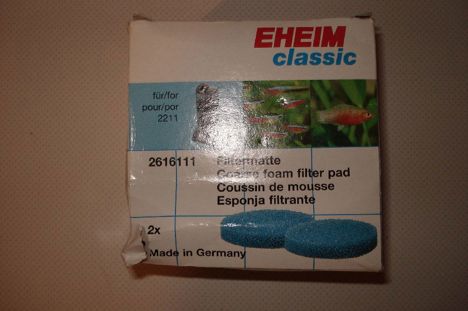 EHEIM
classic
für/for
pour/por
2211
2616111 Filtermatte
Coarse foam filter pad
Coussin de mousse
Esponja filtrante
2x
Made in Germany